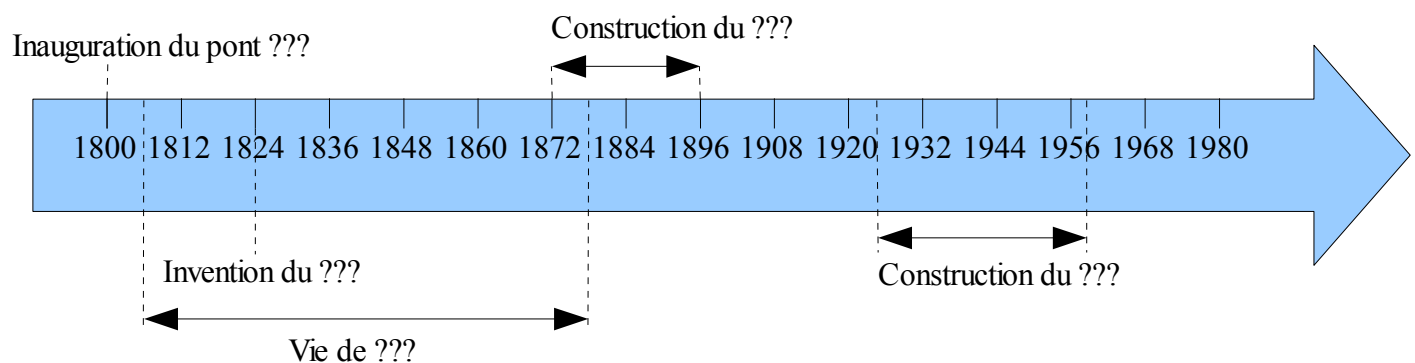 Construction du ???
Inauguration du pont ???
1800 1812 1824 1836 1848 1860 1872 1884 1896 1908 1920 1932 1944 1956 1968 1980
Invention du ???
Construction du ???
Vie de ???